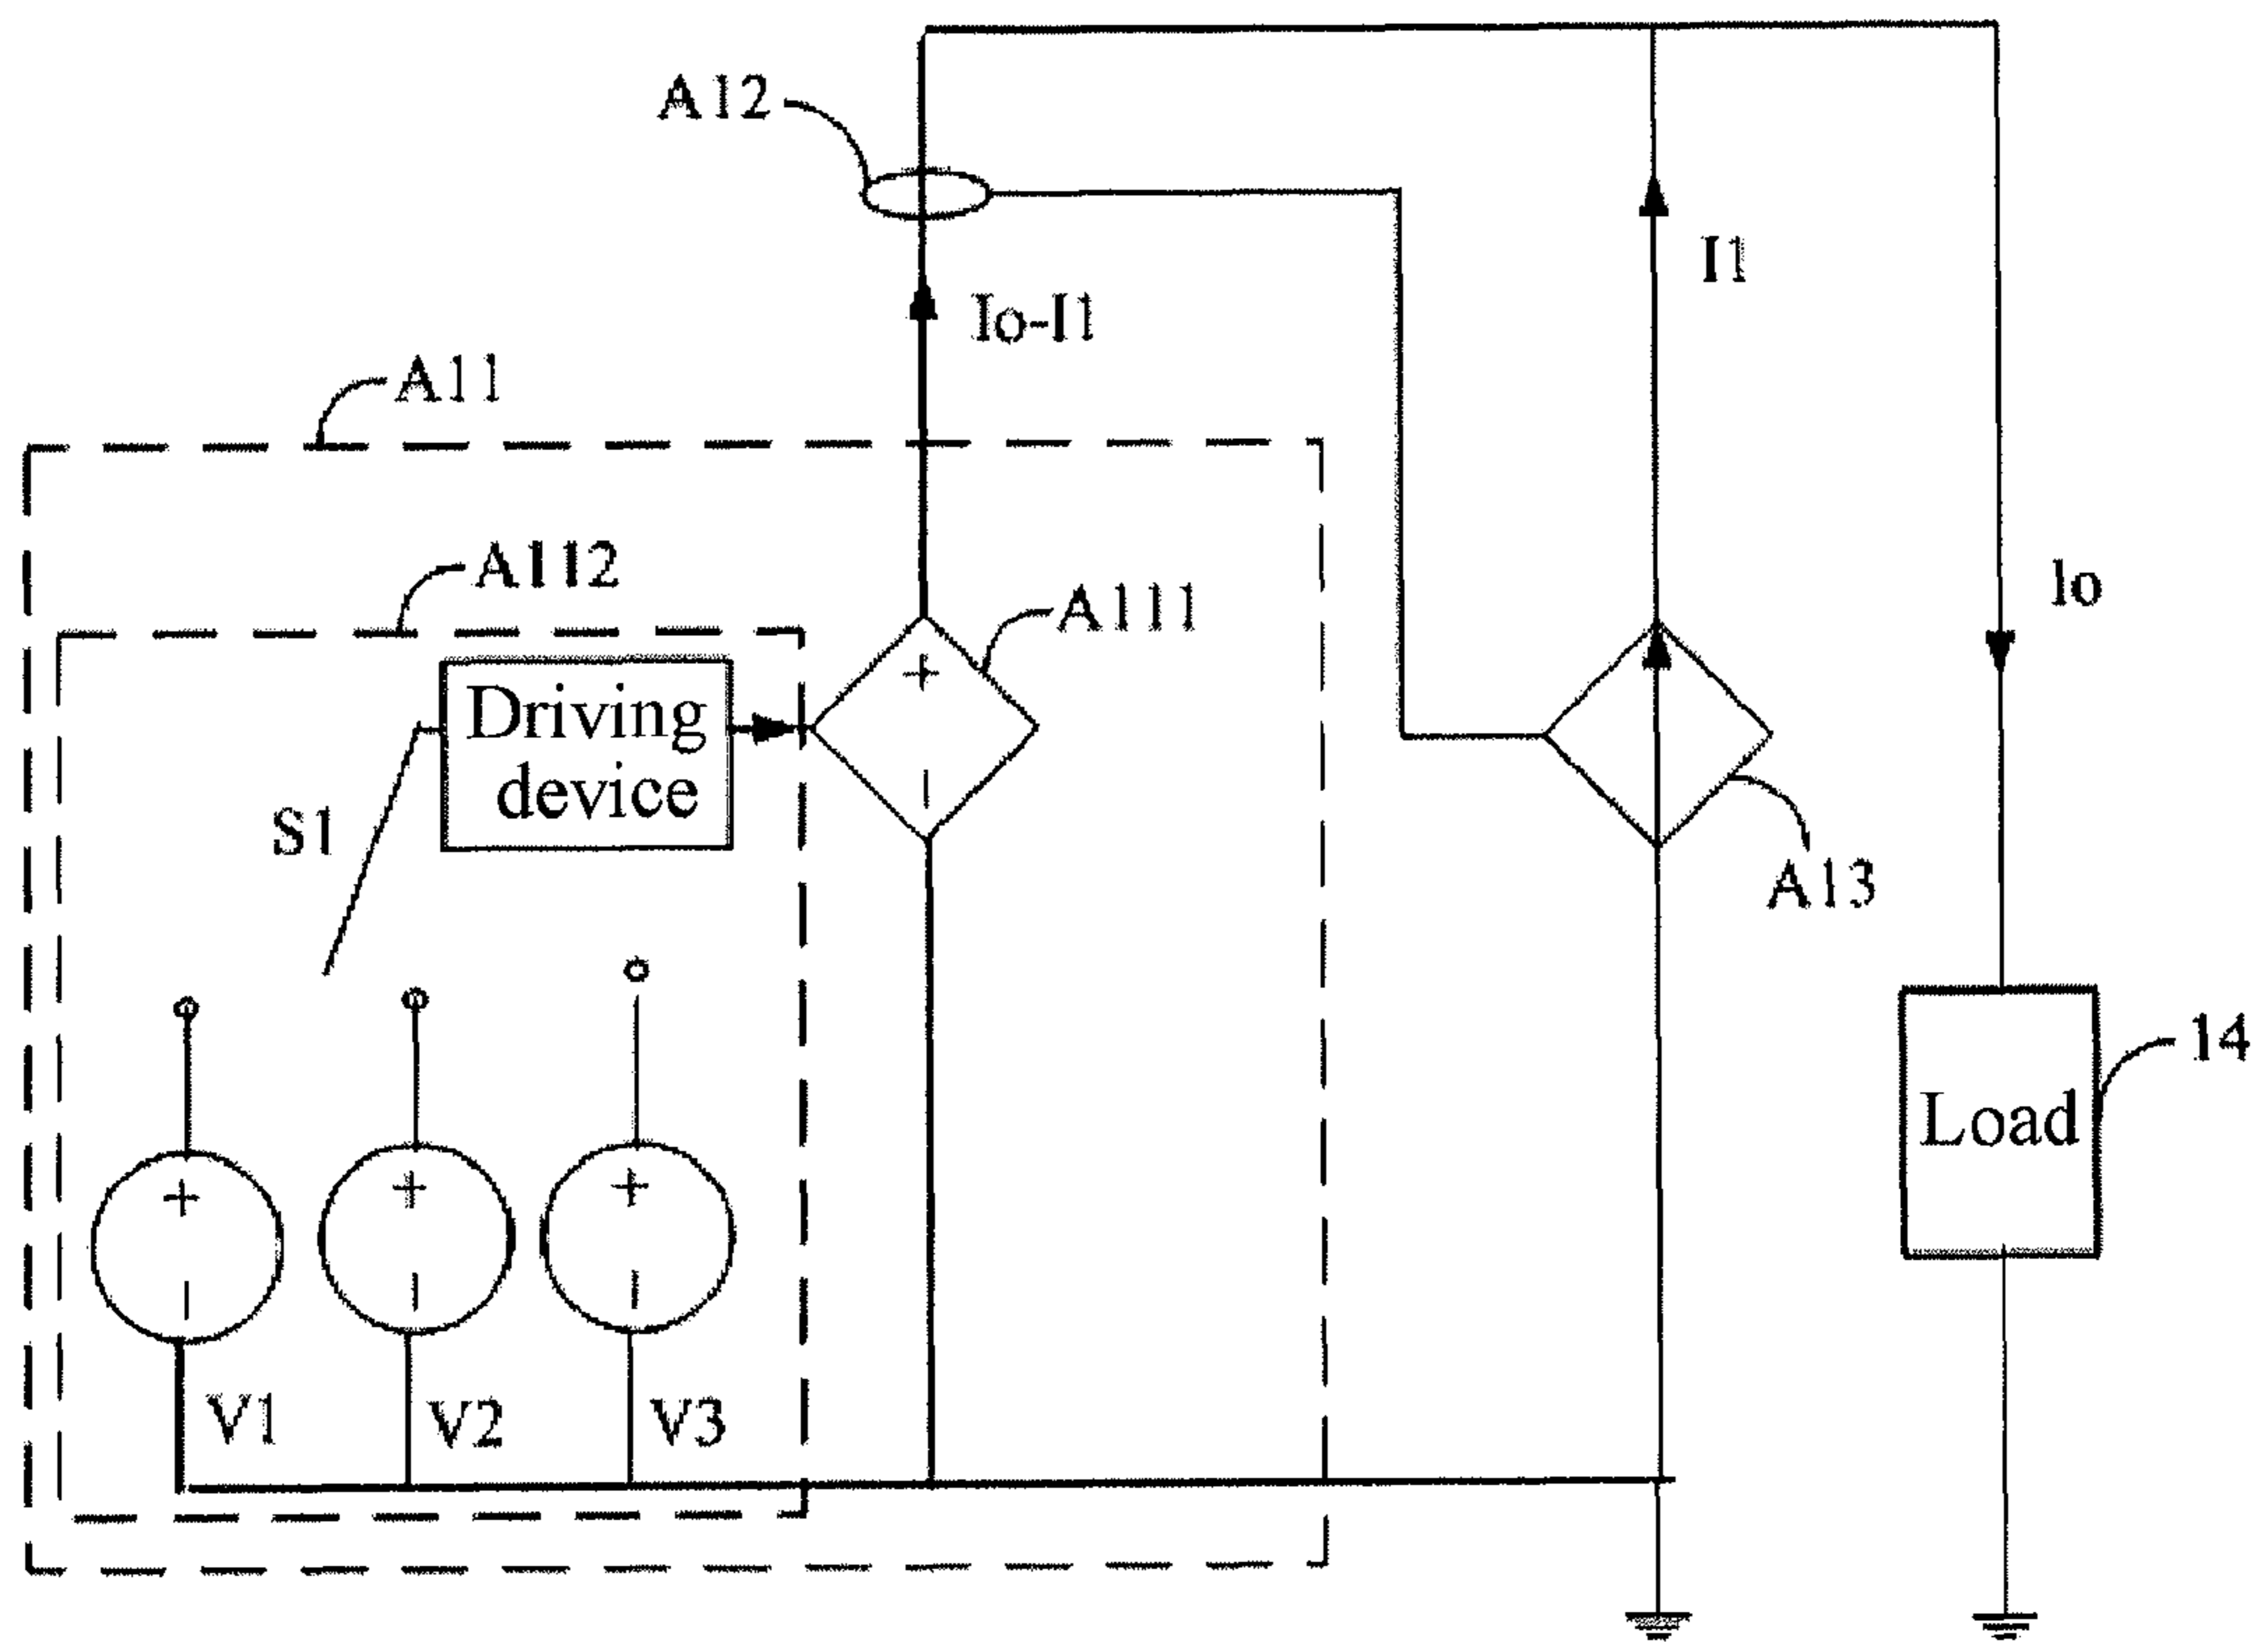 A12
I1
Io-I1
A11
A112
A111
Io
Driving
device
S1
A13
14
Load
+
−
+
−
+
−
+
−
V1
V2
V3